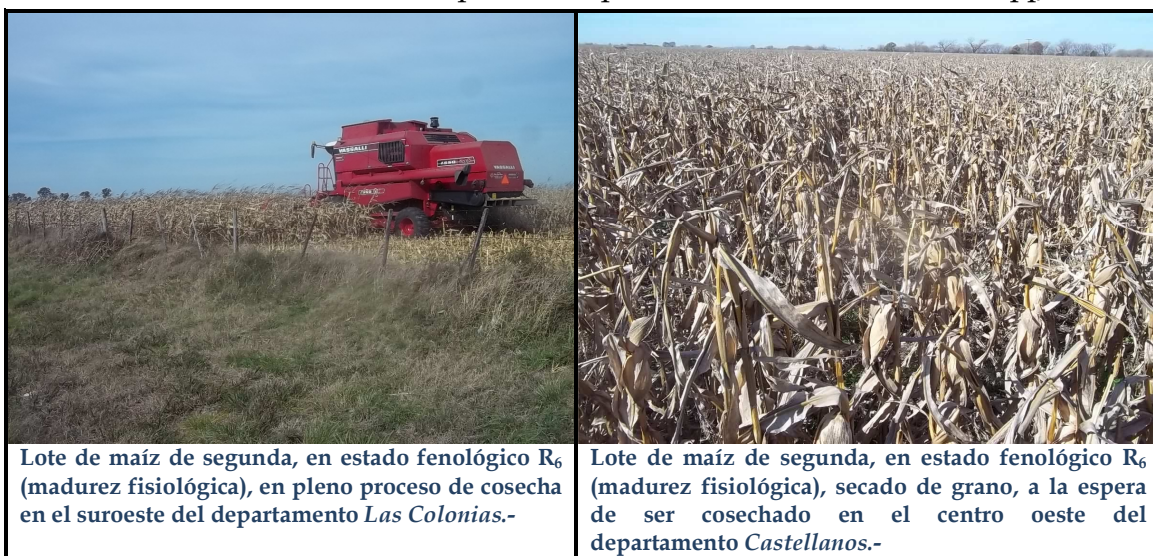 VASSALLI
Lote de maíz de segunda, en estado fenológico R₆
(madurez fisiológica), en pleno proceso de cosecha
en el suroeste del departamento Las Colonias.-
Lote de maíz de segunda, en estado fenológico R₆
(madurez fisiológica), secado de grano, a la espera
de ser cosechado en el centro oeste del
departamento Castellanos.-